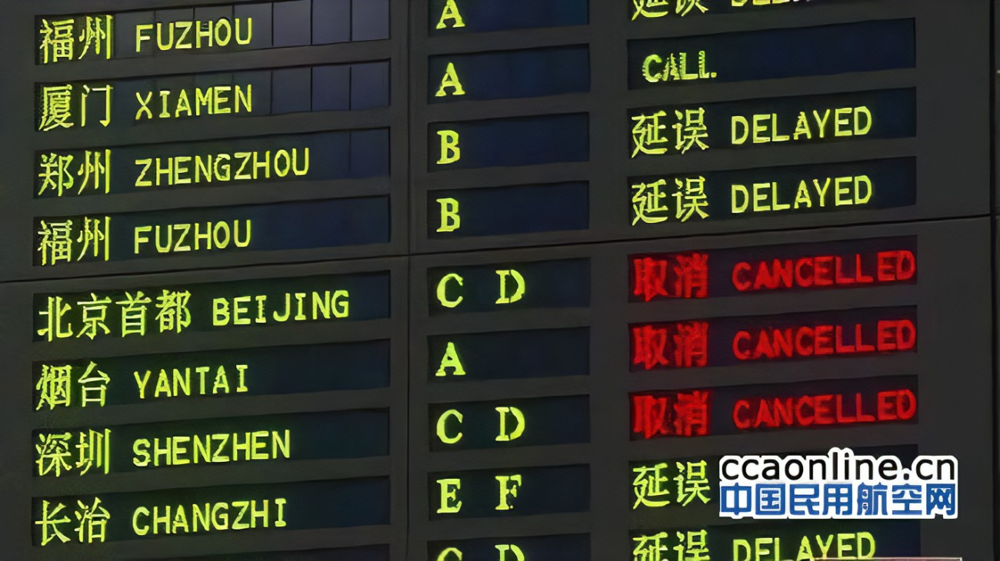 福州 FUZHOU A 延误
厦门 XIAMEN A CALL.
郑州 ZHENGZHOU B 延误 DELAYED
福州 FUZHOU B 延误 DELAYED
北京首都 BEIJING C D 取消 CANCELLED
烟台 YANTAI A 取消 CANCELLED
深圳 SHENZHEN C D 取消 CANCELLED
长治 CHANGZHI E F 延误
C D 延误 DELAYED
ccaonline.cn
中国民用航空网